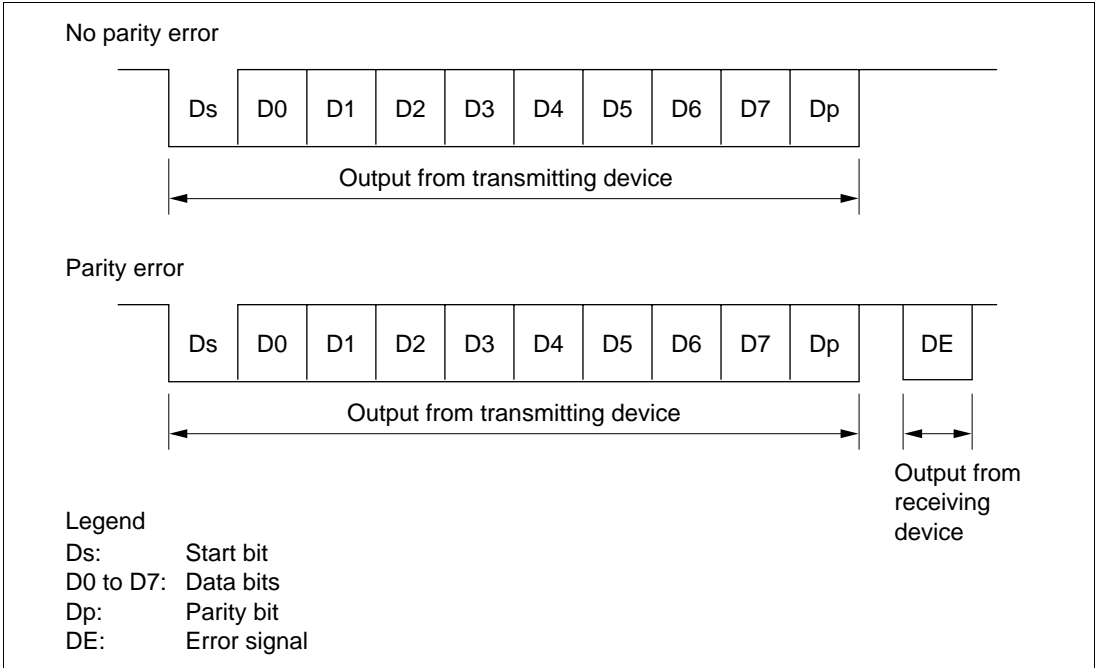 No parity error
Ds D0 D1 D2 D3 D4 D5 D6 D7 Dp
Output from transmitting device
Parity error
Ds D0 D1 D2 D3 D4 D5 D6 D7 Dp DE
Output from transmitting device
Output from
receiving
device
Legend
Ds: Start bit
D0 to D7: Data bits
Dp: Parity bit
DE: Error signal